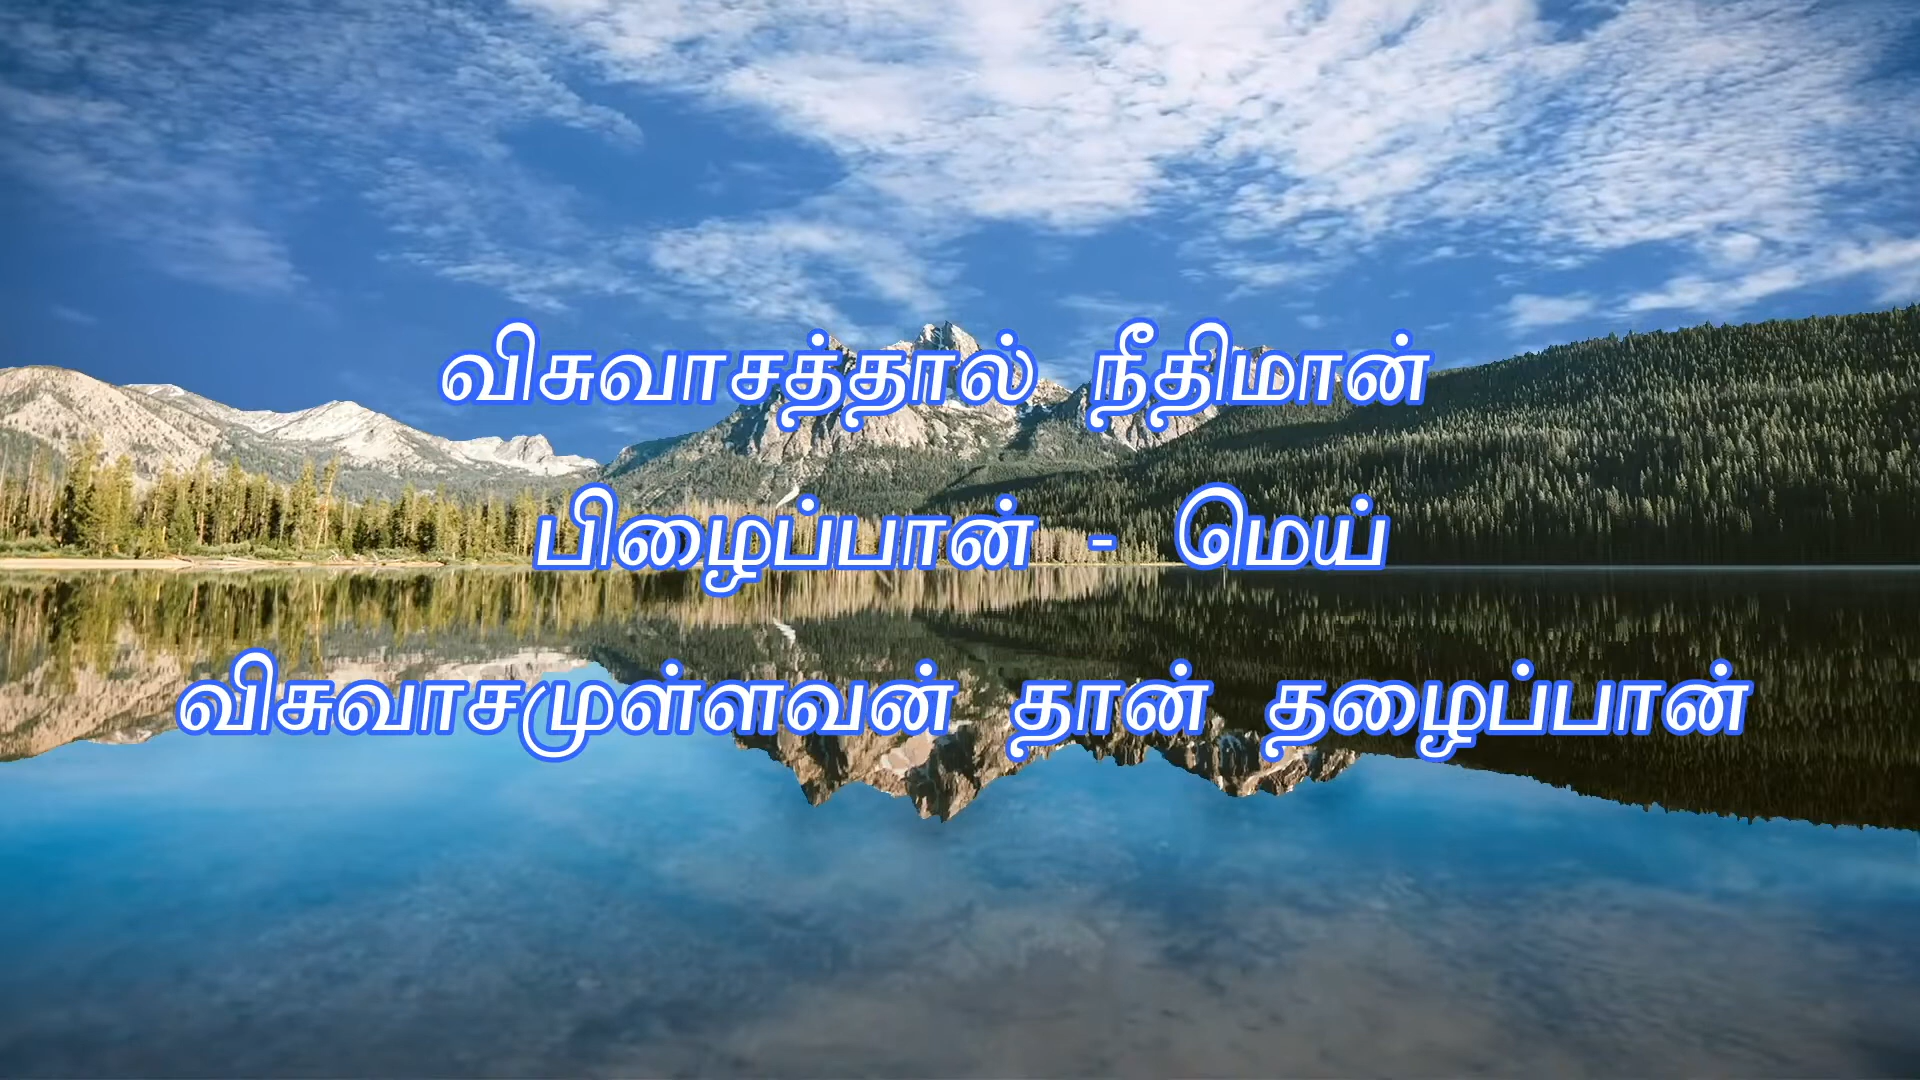 விசுவாசத்தால் நீதிமான்
பிழைப்பான் - மெய்
விசுவாசமுள்ளவன் தான் தழைப்பான்